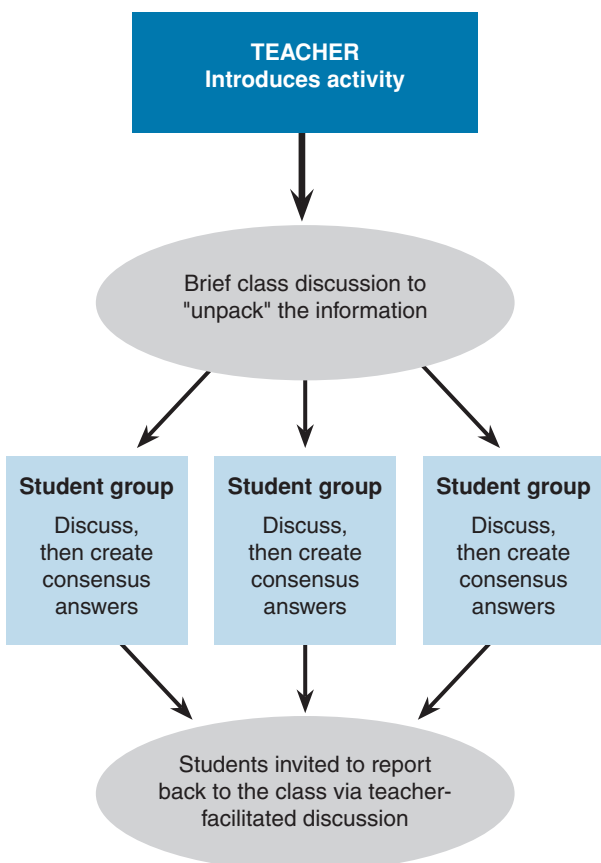 TEACHER
Introduces activity
Brief class discussion to
"unpack" the information
Student group
Discuss,
then create
consensus
answers
Student group
Discuss,
then create
consensus
answers
Student group
Discuss,
then create
consensus
answers
Students invited to report
back to the class via teacher-
facilitated discussion